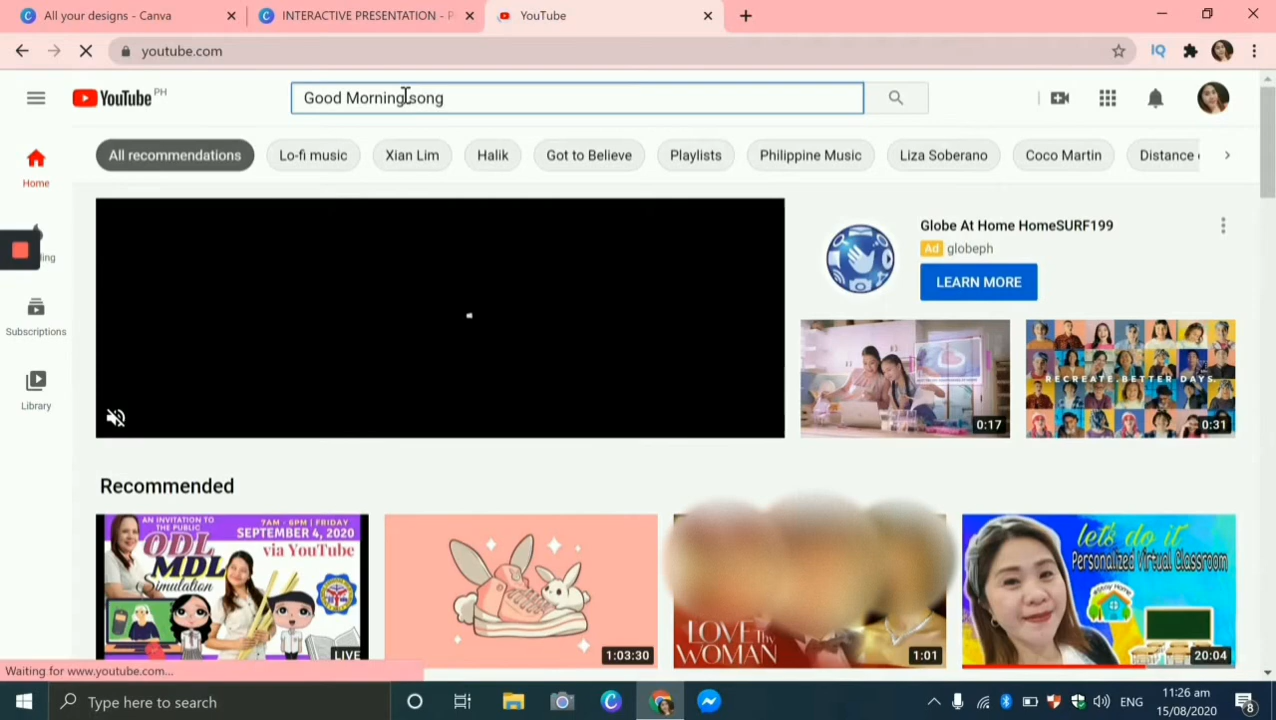 All your designs - Canva
INTERACTIVE PRESENTATION - P
YouTube
youtube.com
YouTube PH
Good Morning song
All recommendations
Lo-fi music
Xian Lim
Halik
Got to Believe
Playlists
Philippine Music
Liza Soberano
Coco Martin
Distance
Home
Subscriptions
Library
Globe At Home HomeSURF199
Ad globeph
LEARN MORE
0:17
RECREATE.BETTER DAYS.
0:31
Recommended
AN INVITATION TO THE PUBLIC
7AM - 6PM | FRIDAY
SEPTEMBER 4, 2020
via YouTube
ODL
MDL
Simulation
LIVE
1:03:30
LOVE THY
WOMAN
1:01
let's do it
Personalized Virtual Classroom
20:04
Waiting for www.youtube.com...
Type here to search
ENG
11:26 am
15/08/2020
8